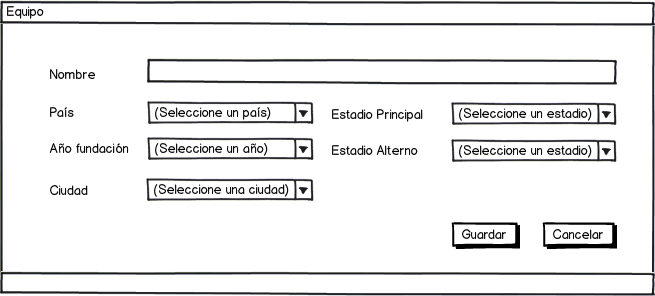 Equipo
Nombre
País (Seleccione un país) Estadio Principal (Seleccione un estadio)
Año fundación (Seleccione un año) Estadio Alterno (Seleccione un estadio)
Ciudad (Seleccione una ciudad)
Guardar Cancelar